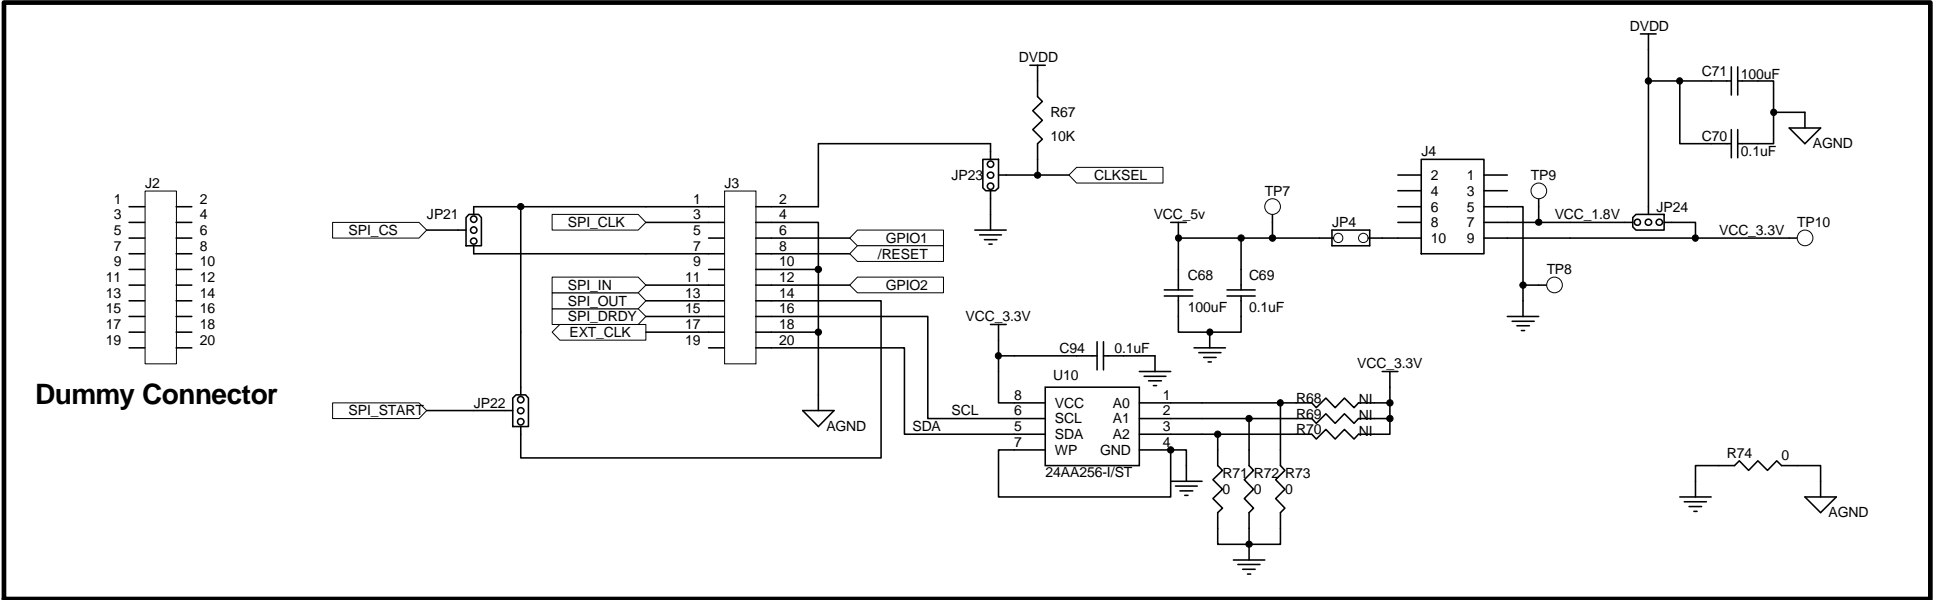 DVDD
C71 100uF
DVDD
R67
10K
C70 0.1uF
AGND
J4
J2
1 2
3 4
5 6
7 8
9 10
11 12
13 14
15 16
17 18
19 20
Dummy Connector
SPI_CS
JP21
SPI_START
JP22
J3
1 2
SPI_CLK 3 4
5 6 GPIO1
7 8 /RESET
9 10
SPI_IN 11 12 GPIO2
SPI_OUT 13 14
SPI_DRDY 15 16
EXT_CLK 17 18
19 20
AGND
JP23
CLKSEL
VCC_5v
TP7
JP4
C68
100uF
C69
0.1uF
2 1
4 3
6 5
8 7
10 9
TP9
VCC_1.8V
JP24
VCC_3.3V
TP10
TP8
VCC_3.3V
C94 0.1uF
U10
8 VCC A0 1
6 SCL A1 2
5 SDA A2 3
7 WP GND 4
24AA256-I/ST
SCL
SDA
VCC_3.3V
R68 NI
R69 NI
R70 NI
R71 R72 R73
0 0 0
R74 0
AGND